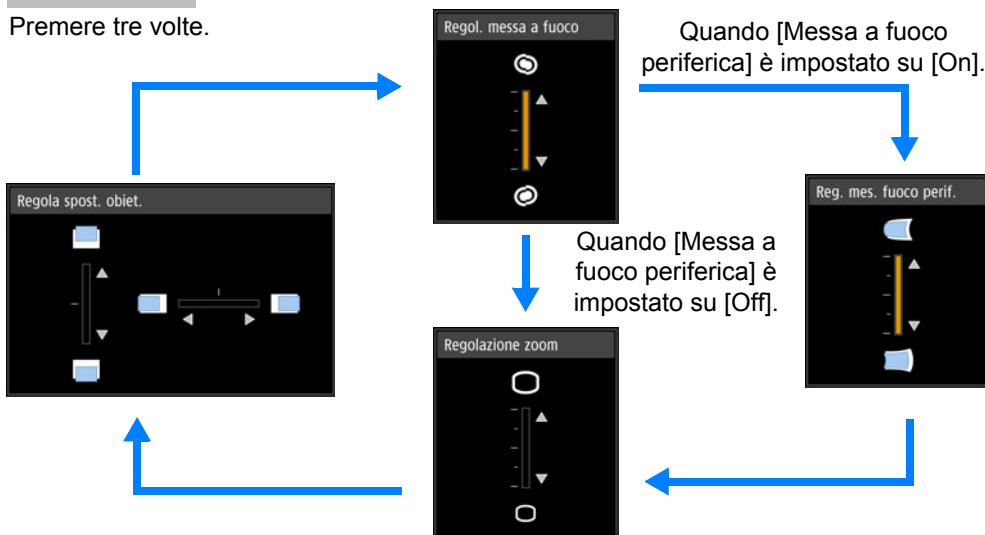 Premere tre volte.
Regol. messa a fuoco
Quando [Messa a fuoco
periferica] è impostato su [On].
Regola spost. obiet.
Reg. mes. fuoco perif.
Quando [Messa a
fuoco periferica] è
impostato su [Off].
Regolazione zoom